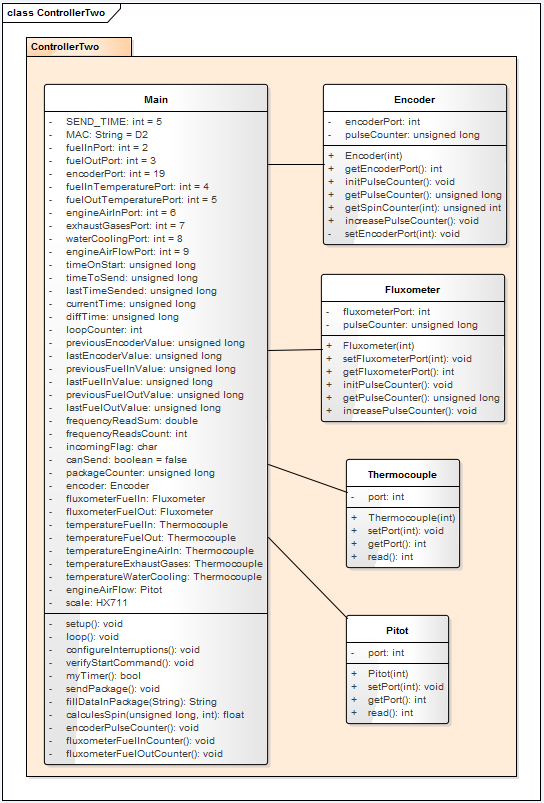 class ControllerTwo
ControllerTwo
Main
- SEND_TIME: int = 5
- MAC: String = D2
- fuelInPort: int = 2
- fuelOutPort: int = 3
- encoderPort: int = 19
- fuelInTemperaturePort: int = 4
- fuelOutTemperaturePort: int = 5
- engineAirInPort: int = 6
- exhaustGasesPort: int = 7
- waterCoolingPort: int = 8
- engineAirFlowPort: int = 9
- timeOnStart: unsigned long
- timeToSend: unsigned long
- lastTimeSended: unsigned long
- currentTime: unsigned long
- diffTime: unsigned long
- loopCounter: int
- previousEncoderValue: unsigned long
- lastEncoderValue: unsigned long
- previousFuelInValue: unsigned long
- lastFuelInValue: unsigned long
- previousFuelOutValue: unsigned long
- lastFuelOutValue: unsigned long
- frequencyReadSum: double
- frequencyReadsCount: int
- incomingFlag: char
- canSend: boolean = false
- packageCounter: unsigned long
- encoder: Encoder
- fluxometerFuelIn: Fluxometer
- fluxometerFuelOut: Fluxometer
- temperatureFuelIn: Thermocouple
- temperatureFuelOut: Thermocouple
- temperatureEngineAirIn: Thermocouple
- temperatureExhaustGases: Thermocouple
- temperatureWaterCooling: Thermocouple
- engineAirFlow: Pitot
- scale: HX711
- setup(): void
- loop(): void
- configureInterruptions(): void
- verifyStartCommand(): void
- myTimer(): bool
- sendPackage(): void
- fillDataInPackage(String): String
- calculesSpin(unsigned long, int): float
- encoderPulseCounter(): void
- fluxometerFuelInCounter(): void
- fluxometerFuelOutCounter(): void
Encoder
- encoderPort: int
- pulseCounter: unsigned long
+ Encoder(int)
+ getEncoderPort(): int
+ initPulseCounter(): void
+ getPulseCounter(): unsigned long
+ getSpinCounter(int): unsigned int
+ increasePulseCounter(): void
- setEncoderPort(int): void
Fluxometer
- fluxometerPort: int
- pulseCounter: unsigned long
+ Fluxometer(int)
+ setFluxometerPort(int): void
+ getFluxometerPort(): int
+ initPulseCounter(): void
+ getPulseCounter(): unsigned long
+ increasePulseCounter(): void
Thermocouple
- port: int
+ Thermocouple(int)
+ setPort(int): void
+ getPort(): int
+ read(): int
Pitot
- port: int
+ Pitot(int)
+ setPort(int): void
+ getPort(): int
+ read(): int